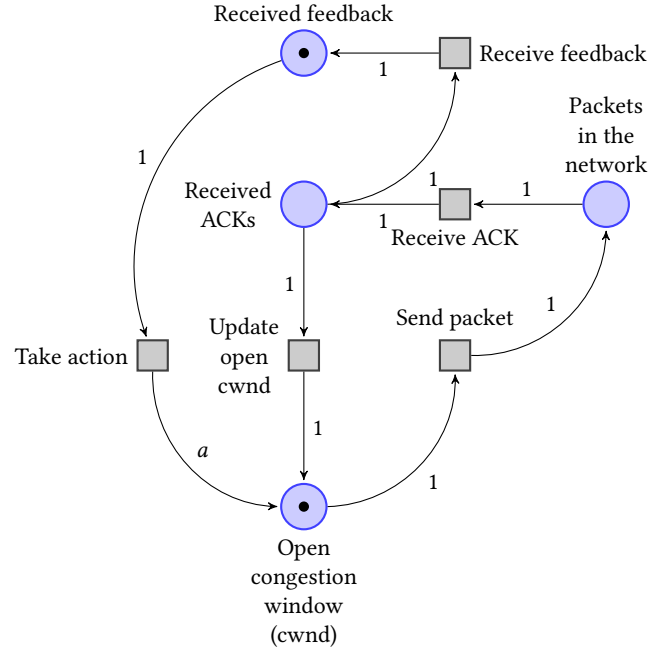 Received feedback
Receive feedback
1
Packets
in the
network
1
1
1
Received
ACKs
1
Receive ACK
1
Update
open
cwnd
Send packet
1
Take action
1
a
1
Open
congestion
window
(cwnd)